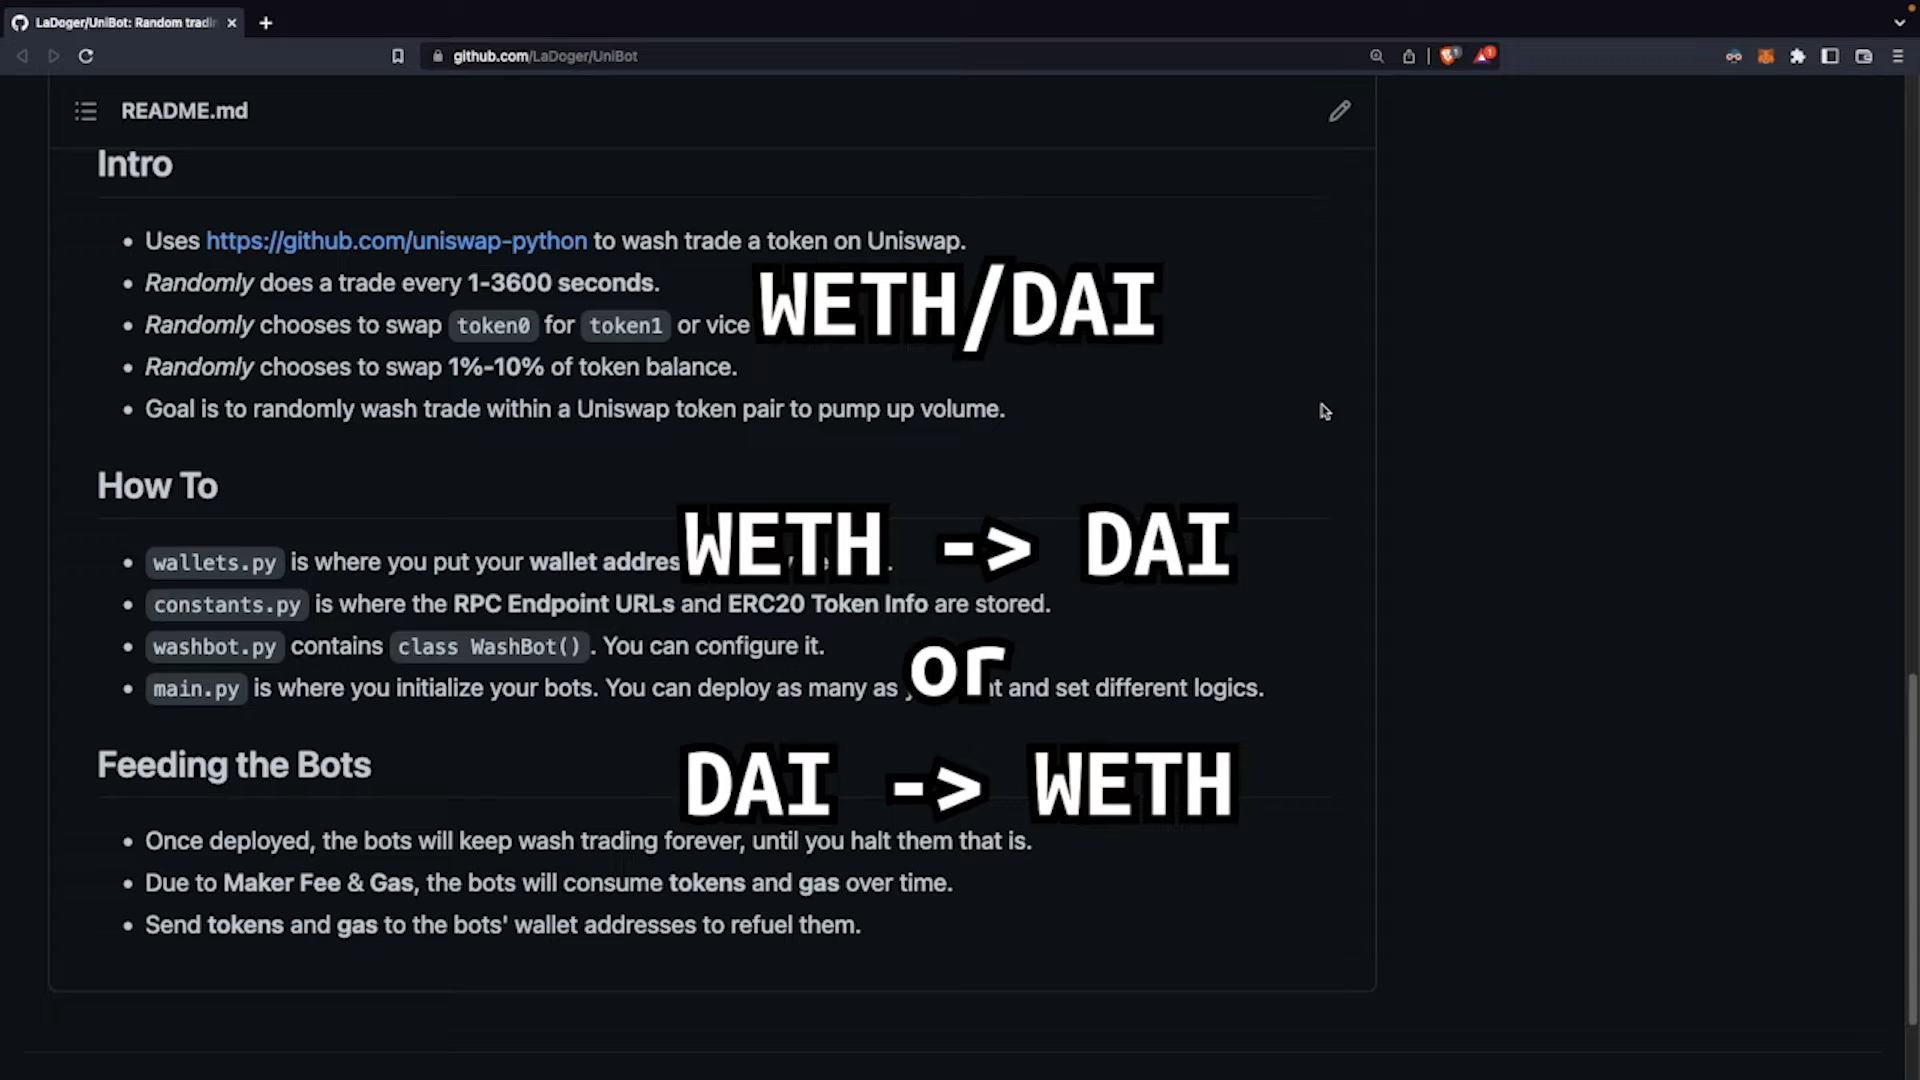 LaDoger/UniBot: Random tradin
github.com/LaDoger/UniBot
README.md
Intro
Uses https://github.com/uniswap-python to wash trade a token on Uniswap.
Randomly does a trade every 1-3600 seconds.
WETH/DAI
Randomly chooses to swap token0 for token1 or vice
Randomly chooses to swap 1%-10% of token balance.
Goal is to randomly wash trade within a Uniswap token pair to pump up volume.
How To
WETH -> DAI
wallets.py is where you put your wallet addres
constants.py is where the RPC Endpoint URLs and ERC20 Token Info are stored.
washbot.py contains class WashBot(). You can configure it.
or
main.py is where you initialize your bots. You can deploy as many as and set different logics.
Feeding the Bots
DAI -> WETH
Once deployed, the bots will keep wash trading forever, until you halt them that is.
Due to Maker Fee & Gas, the bots will consume tokens and gas over time.
Send tokens and gas to the bots' wallet addresses to refuel them.